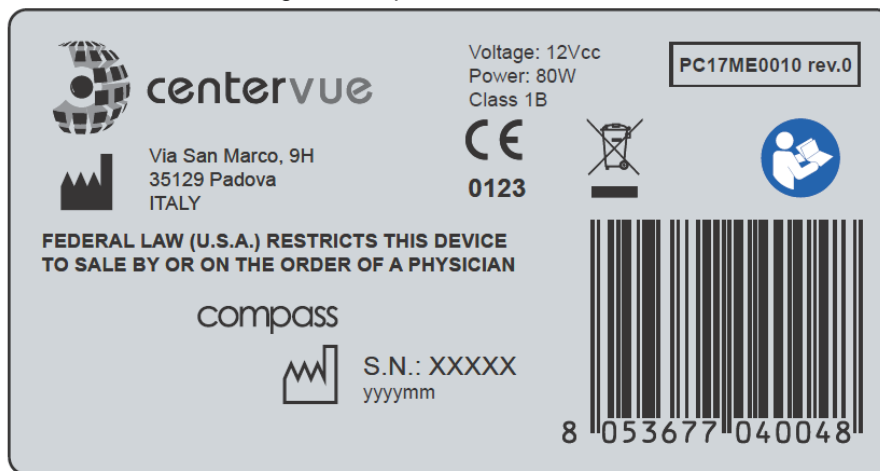 centervue
Voltage: 12Vcc
Power: 80W
Class 1B
PC17ME0010 rev.0
CE
0123
Via San Marco, 9H
35129 Padova
ITALY
FEDERAL LAW (U.S.A.) RESTRICTS THIS DEVICE
TO SALE BY OR ON THE ORDER OF A PHYSICIAN
compass
S.N.: XXXXX
yyyymm
8 053677 040048